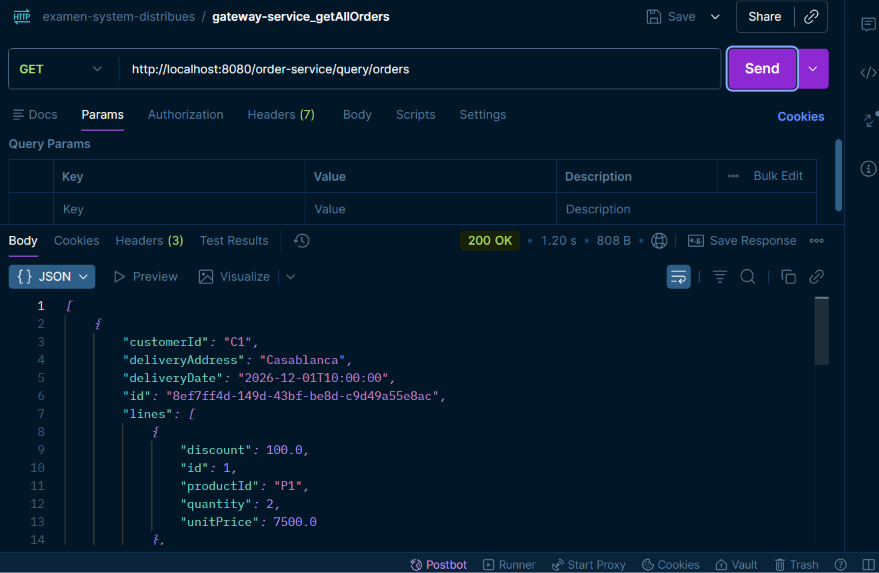 HTTP examen-system-distribues / gateway-service_getAllOrders Save Share
GET http://localhost:8080/order-service/query/orders Send
Docs Params Authorization Headers (7) Body Scripts Settings Cookies
Query Params
Key Value Description Bulk Edit
Key Value Description
Body Cookies Headers (3) Test Results 200 OK • 1.20 s • 808 B • e.g. Save Response
{} JSON Preview Visualize
1 [
2 {
3 "customerId": "C1",
4 "deliveryAddress": "Casablanca",
5 "deliveryDate": "2026-12-01T10:00:00",
6 "id": "8ef7ff4d-149d-43bf-be8d-c9d49a55e8ac",
7 "lines": [
8 {
9 "discount": 100.0,
10 "id": 1,
11 "productId": "P1",
12 "quantity": 2,
13 "unitPrice": 7500.0
14 },
Postbot Runner Start Proxy Cookies Vault Trash